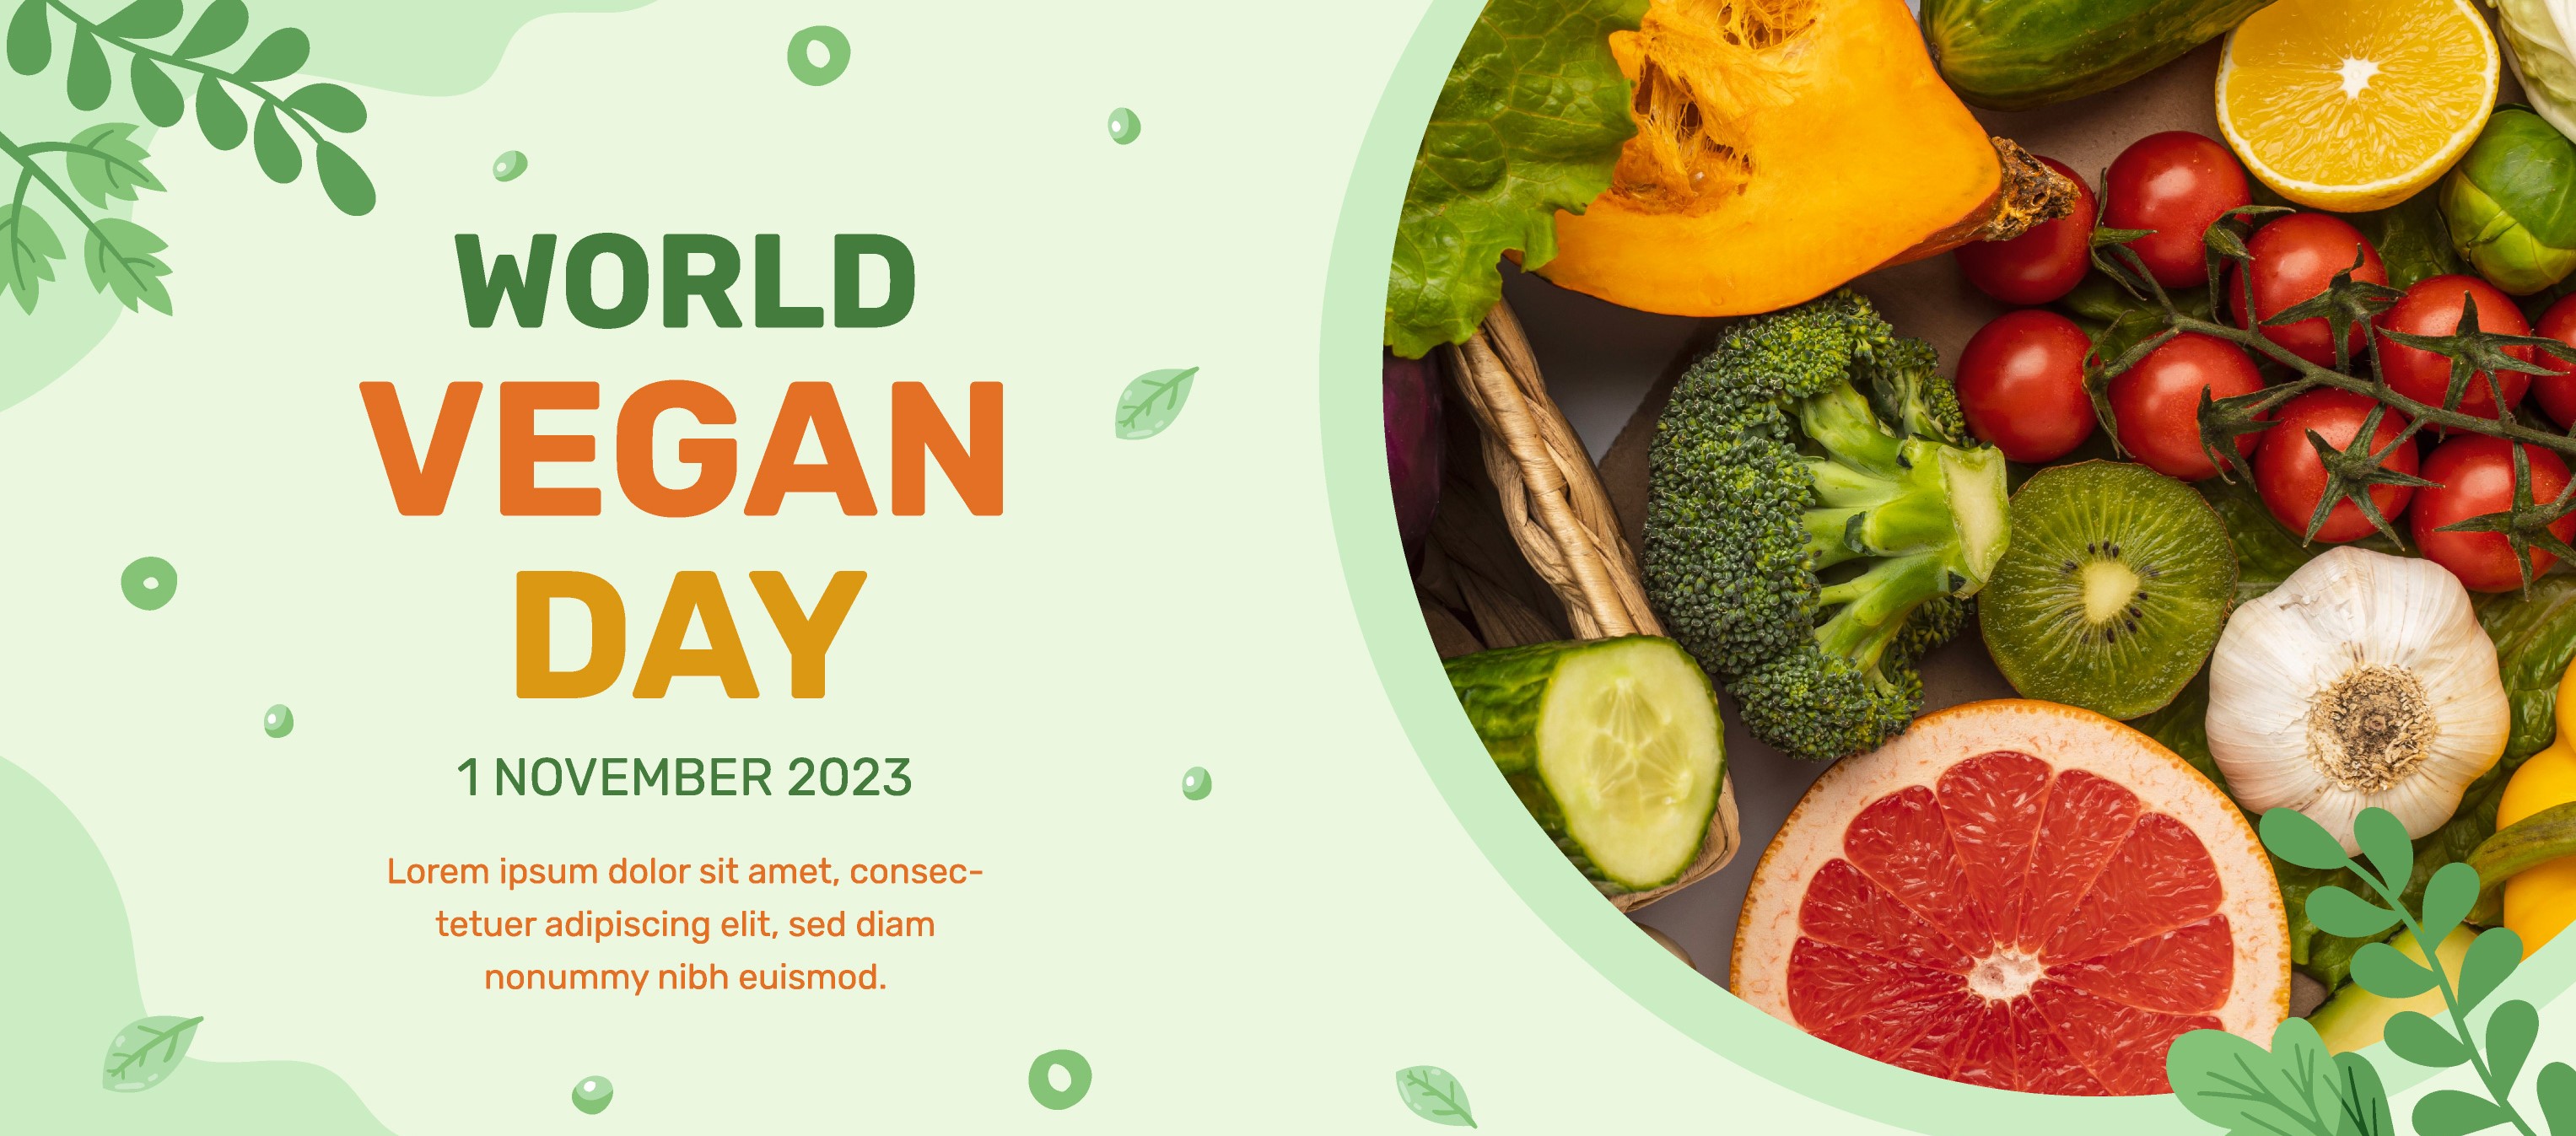 WORLD
VEGAN
DAY
1 NOVEMBER 2023
Lorem ipsum dolor sit amet, consec-
tetuer adipiscing elit, sed diam
nonummy nibh euismod.